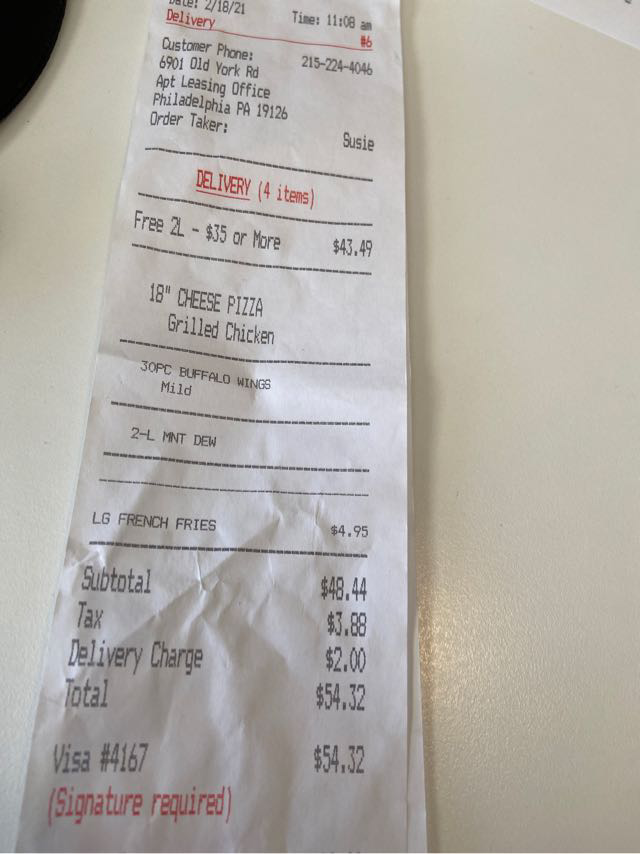 Date: 2/18/21 Time: 11:08 am
Delivery #6
Customer Phone: 215-224-4046
6901 Old York Rd
Apt Leasing Office
Philadelphia PA 19126
Order Taker: Susie
DELIVERY (4 items)
Free 2L - $35 or More $43.49
18" CHEESE PIZZA
Grilled Chicken
30PC BUFFALO WINGS
Mild
2-L MNT DEW
LG FRENCH FRIES $4.95
Subtotal $48.44
Tax $3.88
Delivery Charge $2.00
Total $54.32
Visa #4167 $54.32
(Signature required)